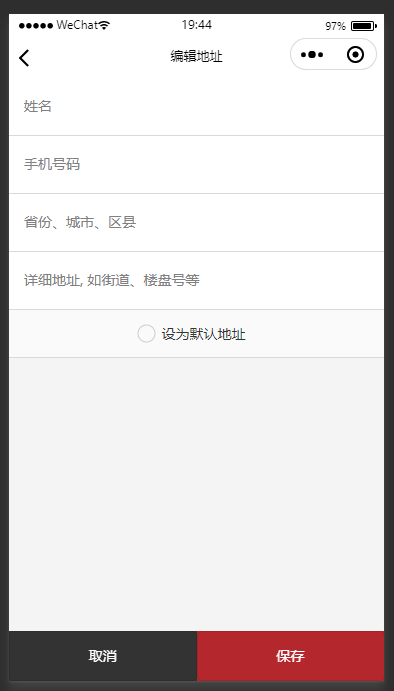 WeChat 19:44 97%
编辑地址
姓名
手机号码
省份、城市、区县
详细地址, 如街道、楼盘号等
设为默认地址
取消 保存